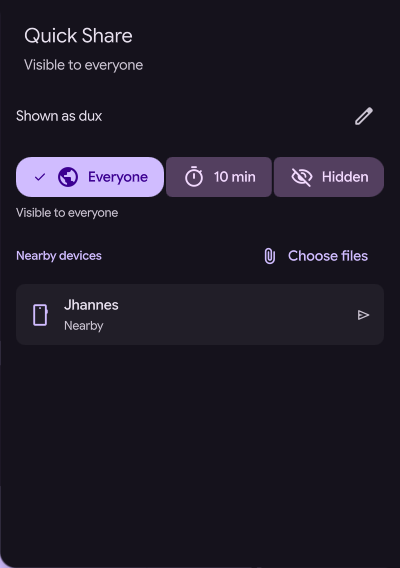 Quick Share
Visible to everyone
Shown as dux
Everyone
10 min
Hidden
Visible to everyone
Nearby devices
Choose files
Jhannes
Nearby